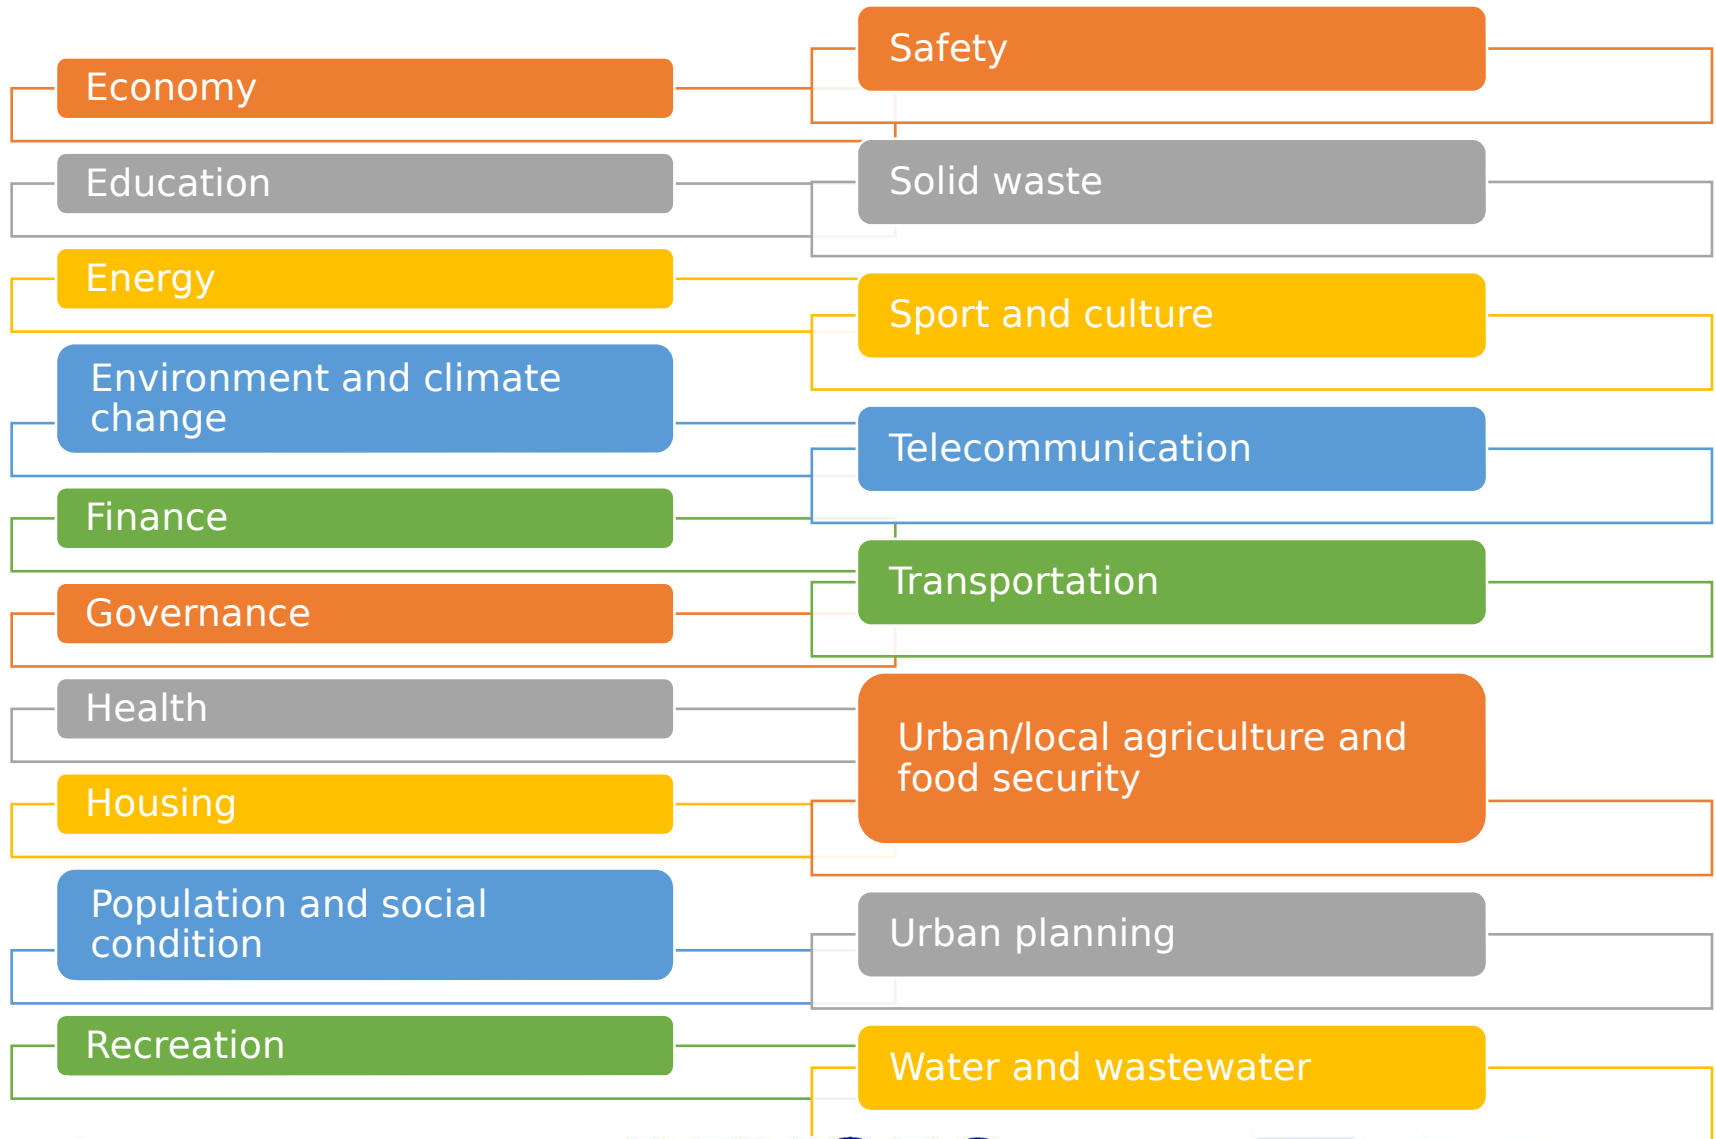 Economy
Education
Energy
Environment and climate
change
Finance
Governance
Health
Housing
Population and social
condition
Recreation
Safety
Solid waste
Sport and culture
Telecommunication
Transportation
Urban/local agriculture and
food security
Urban planning
Water and wastewater